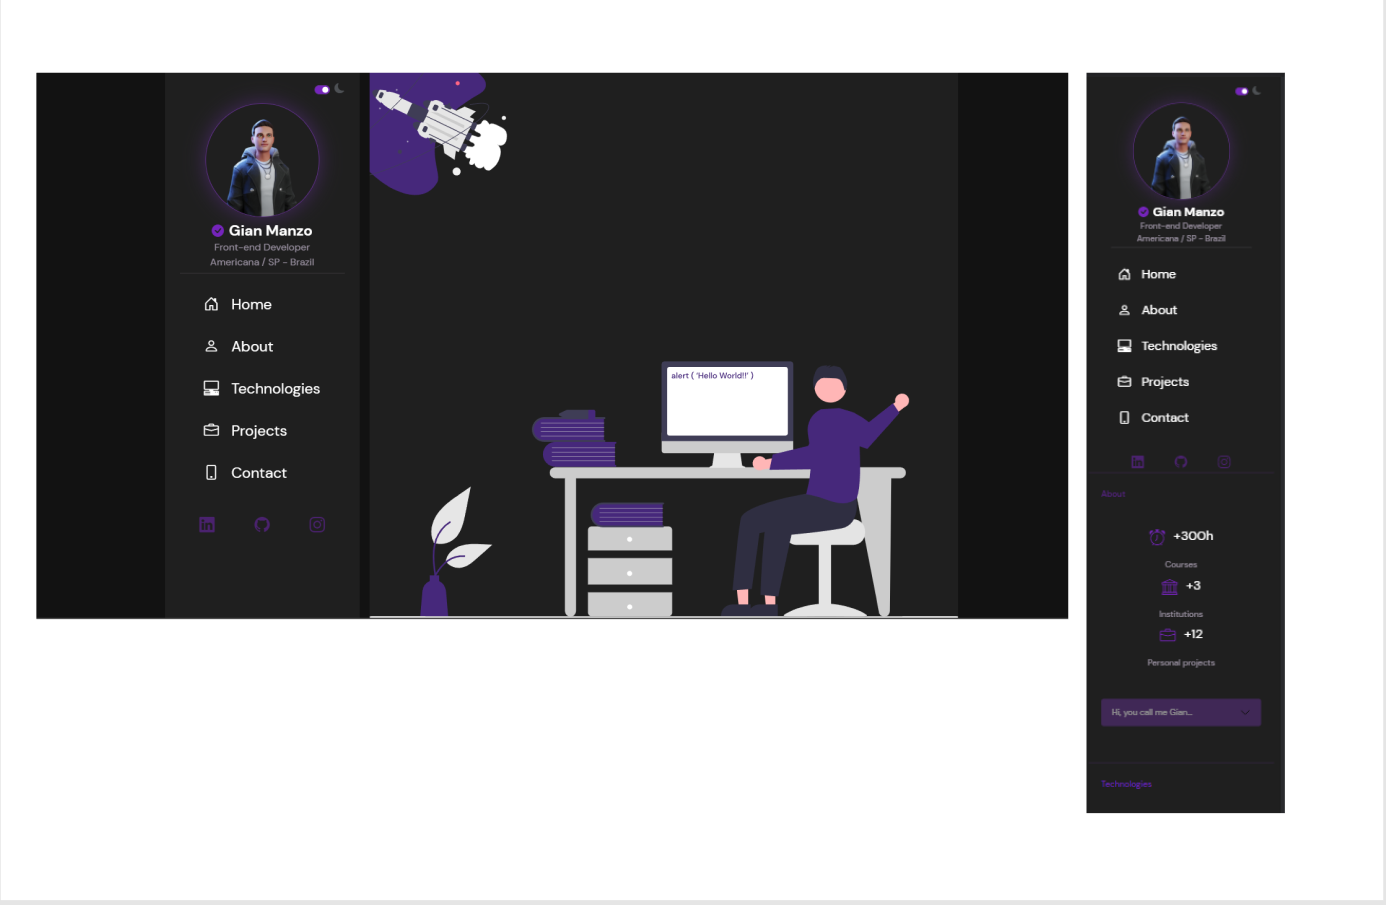 Gian Manzo
Front-end Developer
Americana / SP - Brazil
Home
About
Technologies
Projects
Contact
alert ( 'Hello World!!' )
Gian Manzo
Front-end Developer
Americana / SP - Brazil
Home
About
Technologies
Projects
Contact
About
+300h
Courses
+3
Institutions
+12
Personal projects
Hi, you call me Gian...
Technologies